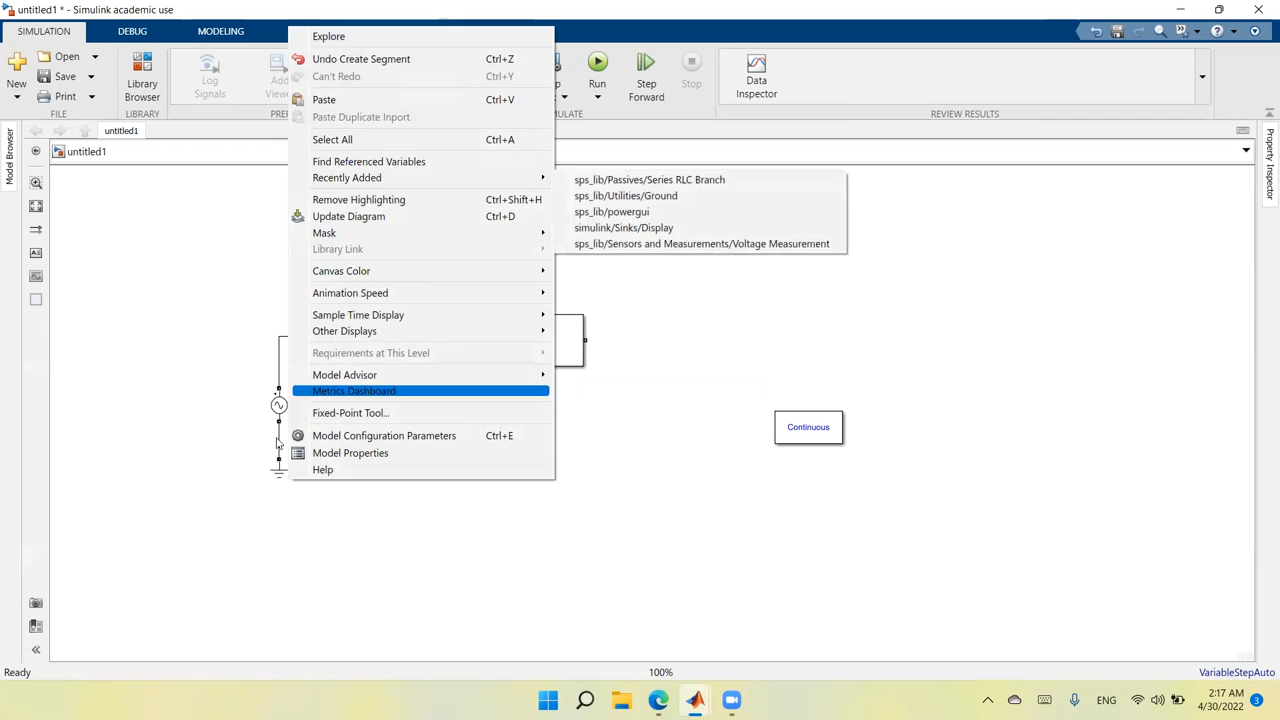 untitled1 * - Simulink academic use
SIMULATION
DEBUG
MODELING
New
Open
Save
Print
FILE
Library
Browser
LIBRARY
Log
Signals
Run
Step
Forward
Stop
Data
Inspector
REVIEW RESULTS
untitled1
untitled1
Model Browser
Property Inspector
Explore
Undo Create Segment Ctrl+Z
Can't Redo Ctrl+Y
Paste Ctrl+V
Paste Duplicate Inport
Select All Ctrl+A
Find Referenced Variables
Recently Added
Remove Highlighting Ctrl+Shift+H
Update Diagram Ctrl+D
Mask
Library Link
Canvas Color
Animation Speed
Sample Time Display
Other Displays
Requirements at This Level
Model Advisor
Metrics Dashboard
Fixed-Point Tool...
Model Configuration Parameters Ctrl+E
Model Properties
Help
sps_lib/Passives/Series RLC Branch
sps_lib/Utilities/Ground
sps_lib/powergui
simulink/Sinks/Display
sps_lib/Sensors and Measurements/Voltage Measurement
Continuous
Ready
100%
VariableStepAuto
ENG
2:17 AM
4/30/2022
3